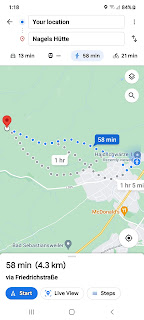 1:18
84%
Your location
Nagels Hütte
13 min
58 min
21 min
58 min
1 hr
1 hr 5 min
McDonald's
Bad Sebastiansweiler
58 min (4.3 km)
via Friedrichstraße
Start
Live View
Steps